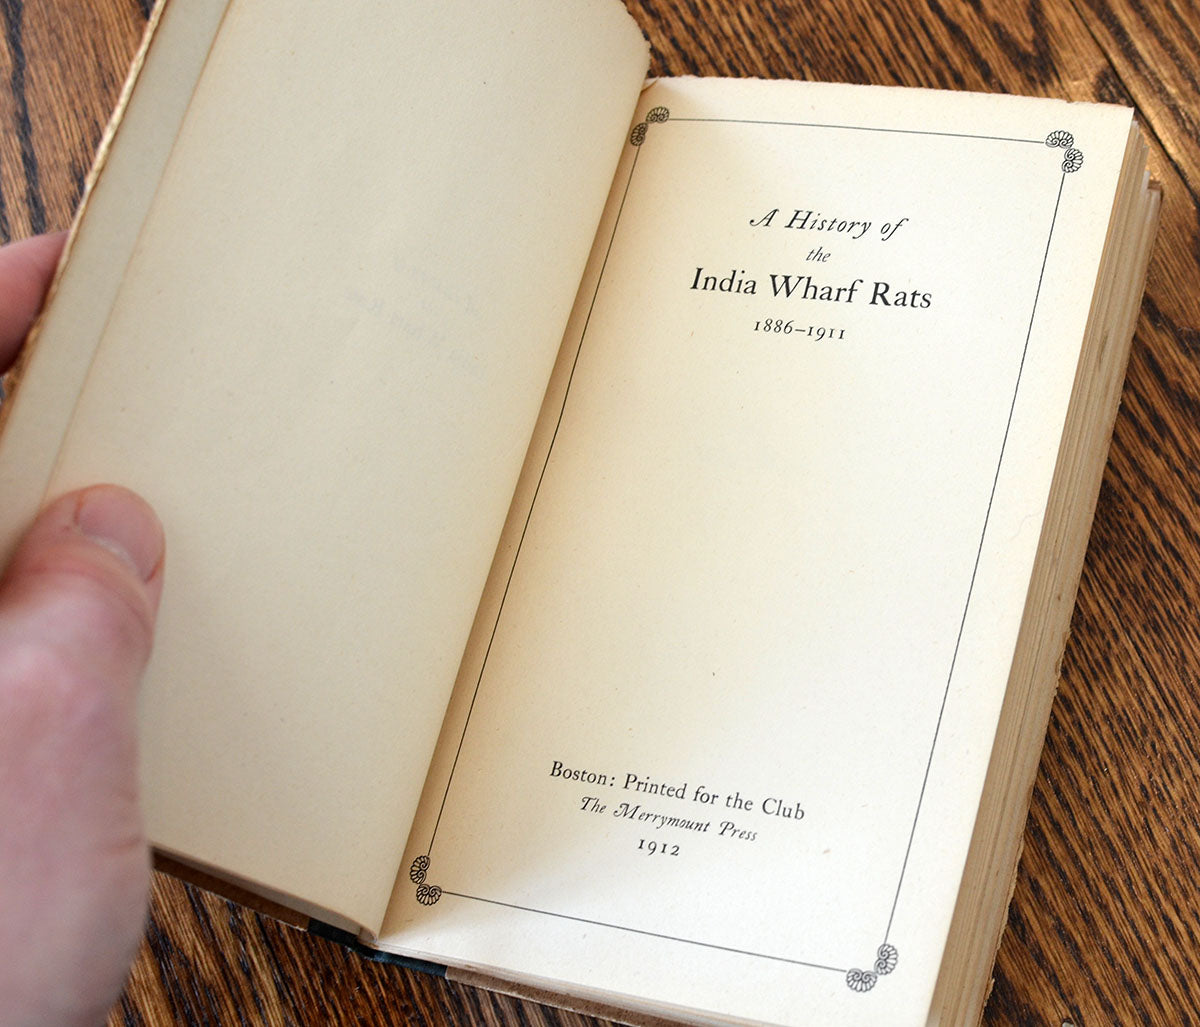 A History of
the
India Wharf Rats
1886–1911
Boston: Printed for the Club
The Merrymount Press
1912